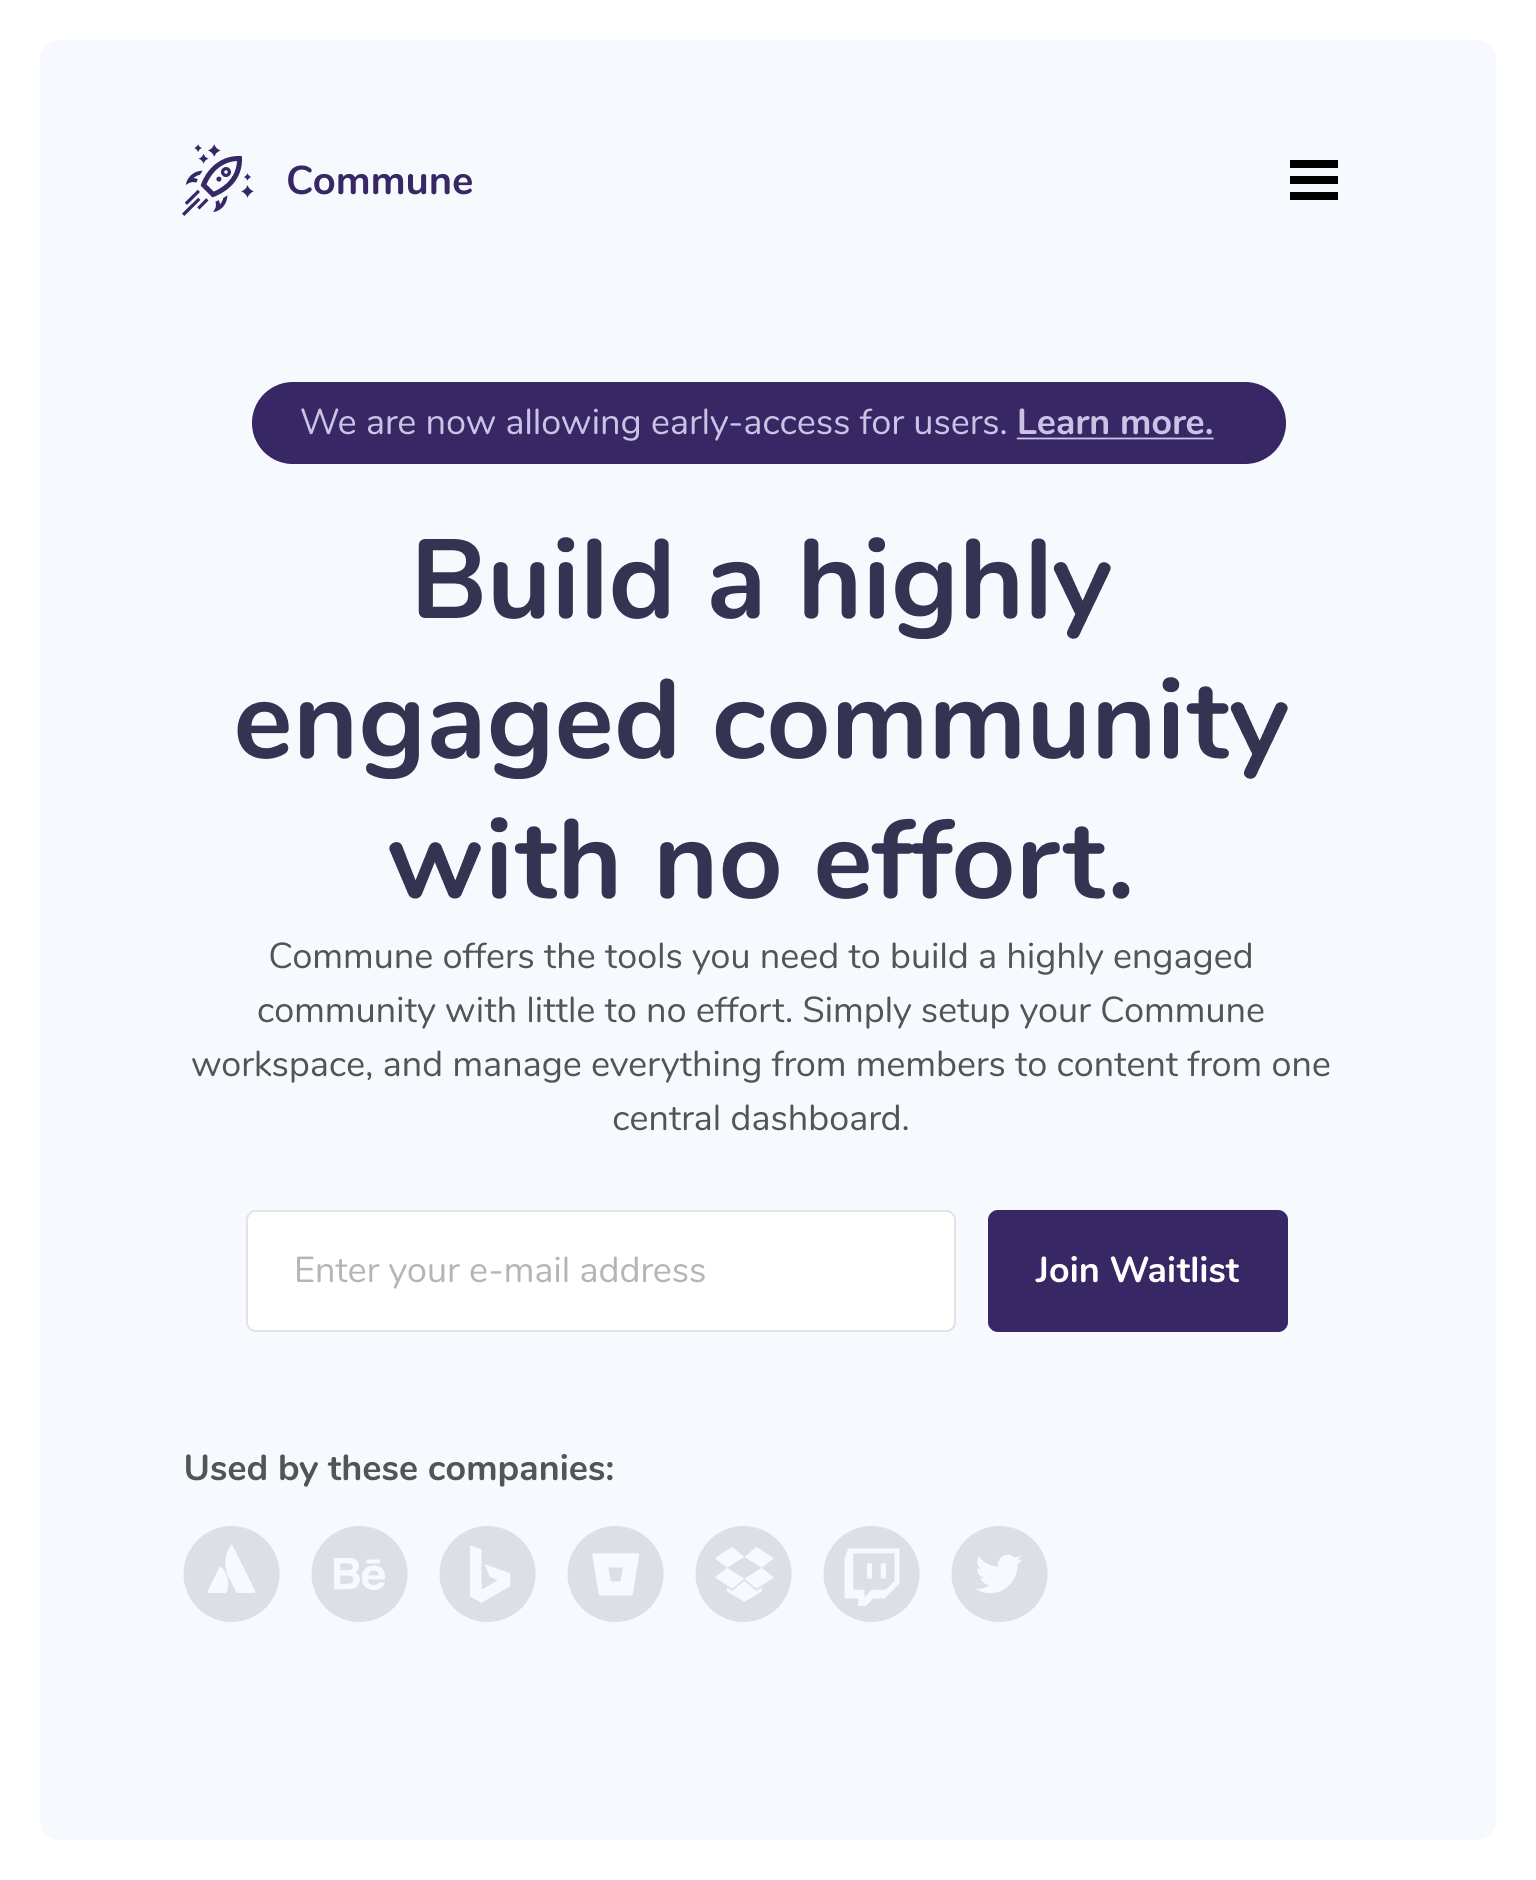 Commune
We are now allowing early-access for users. Learn more.
Build a highly
engaged community
with no effort.
Commune offers the tools you need to build a highly engaged
community with little to no effort. Simply setup your Commune
workspace, and manage everything from members to content from one
central dashboard.
Enter your e-mail address
Join Waitlist
Used by these companies:
Bē